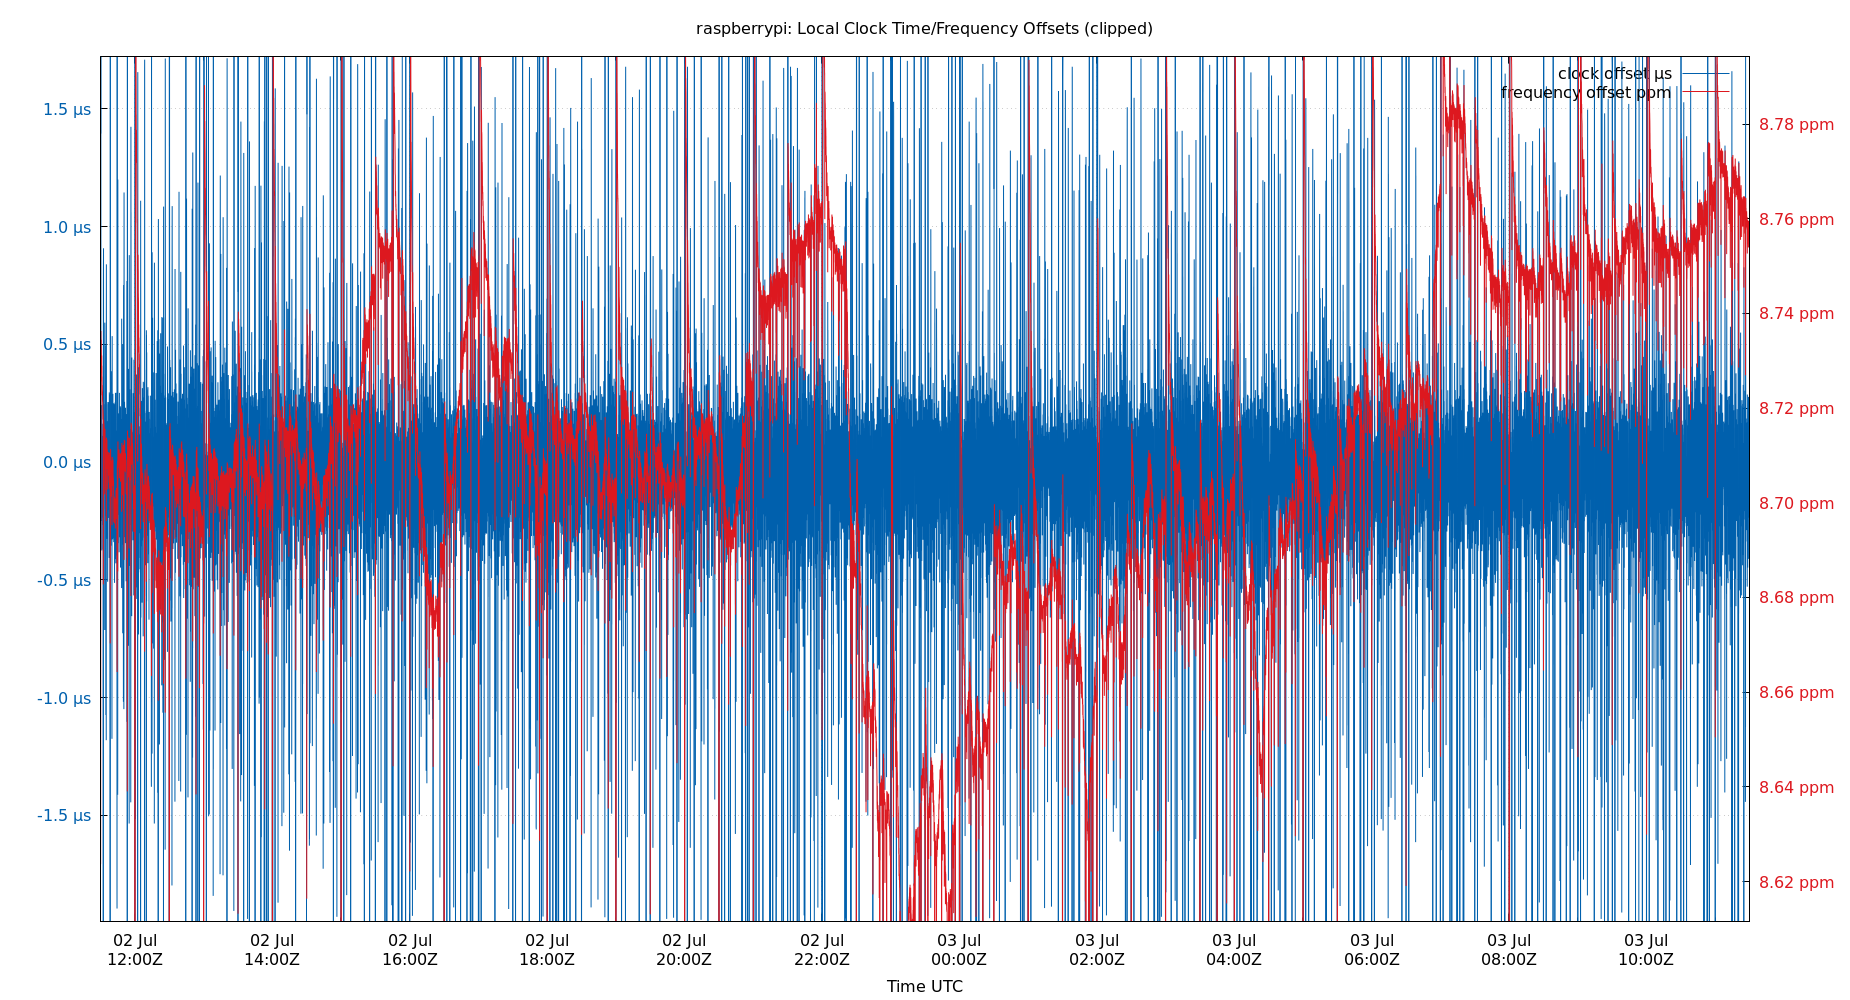 raspberrypi: Local Clock Time/Frequency Offsets (clipped)
clock offset µs
frequency offset ppm
1.5 µs
1.0 µs
0.5 µs
0.0 µs
-0.5 µs
-1.0 µs
-1.5 µs
8.78 ppm
8.76 ppm
8.74 ppm
8.72 ppm
8.70 ppm
8.68 ppm
8.66 ppm
8.64 ppm
8.62 ppm
02 Jul 02 Jul 02 Jul 02 Jul 02 Jul 02 Jul 03 Jul 03 Jul 03 Jul 03 Jul 03 Jul 03 Jul
12:00Z 14:00Z 16:00Z 18:00Z 20:00Z 22:00Z 00:00Z 02:00Z 04:00Z 06:00Z 08:00Z 10:00Z
Time UTC